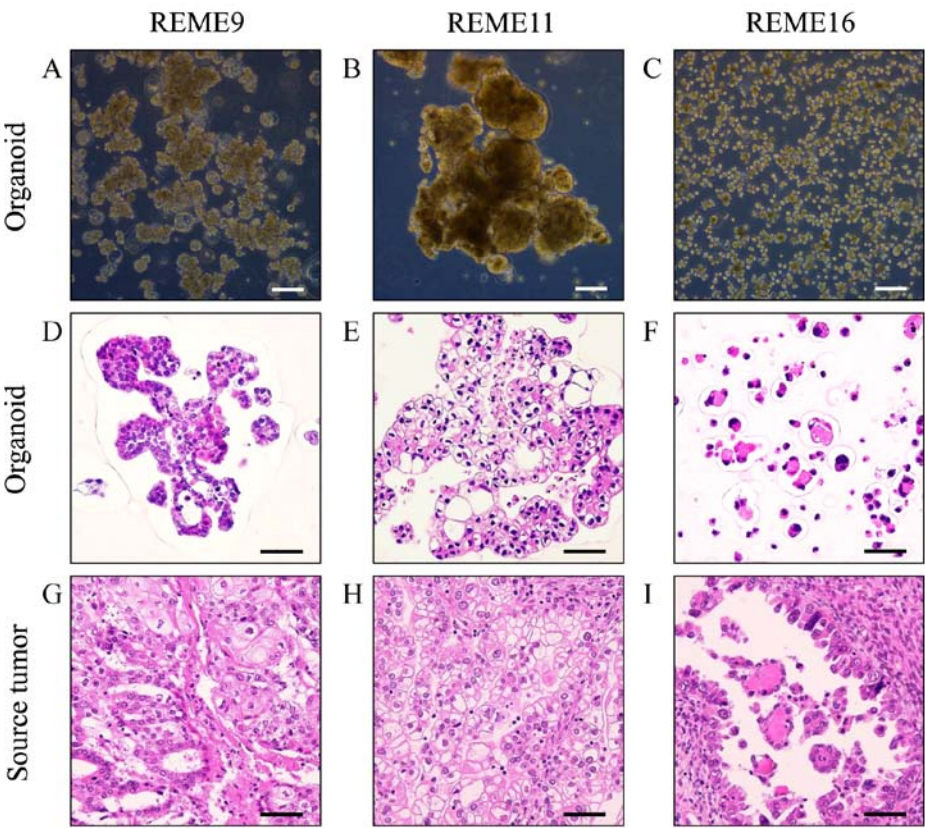 REME9 REME11 REME16
Organoid
A B C
Organoid
D E F
Source tumor
G H I